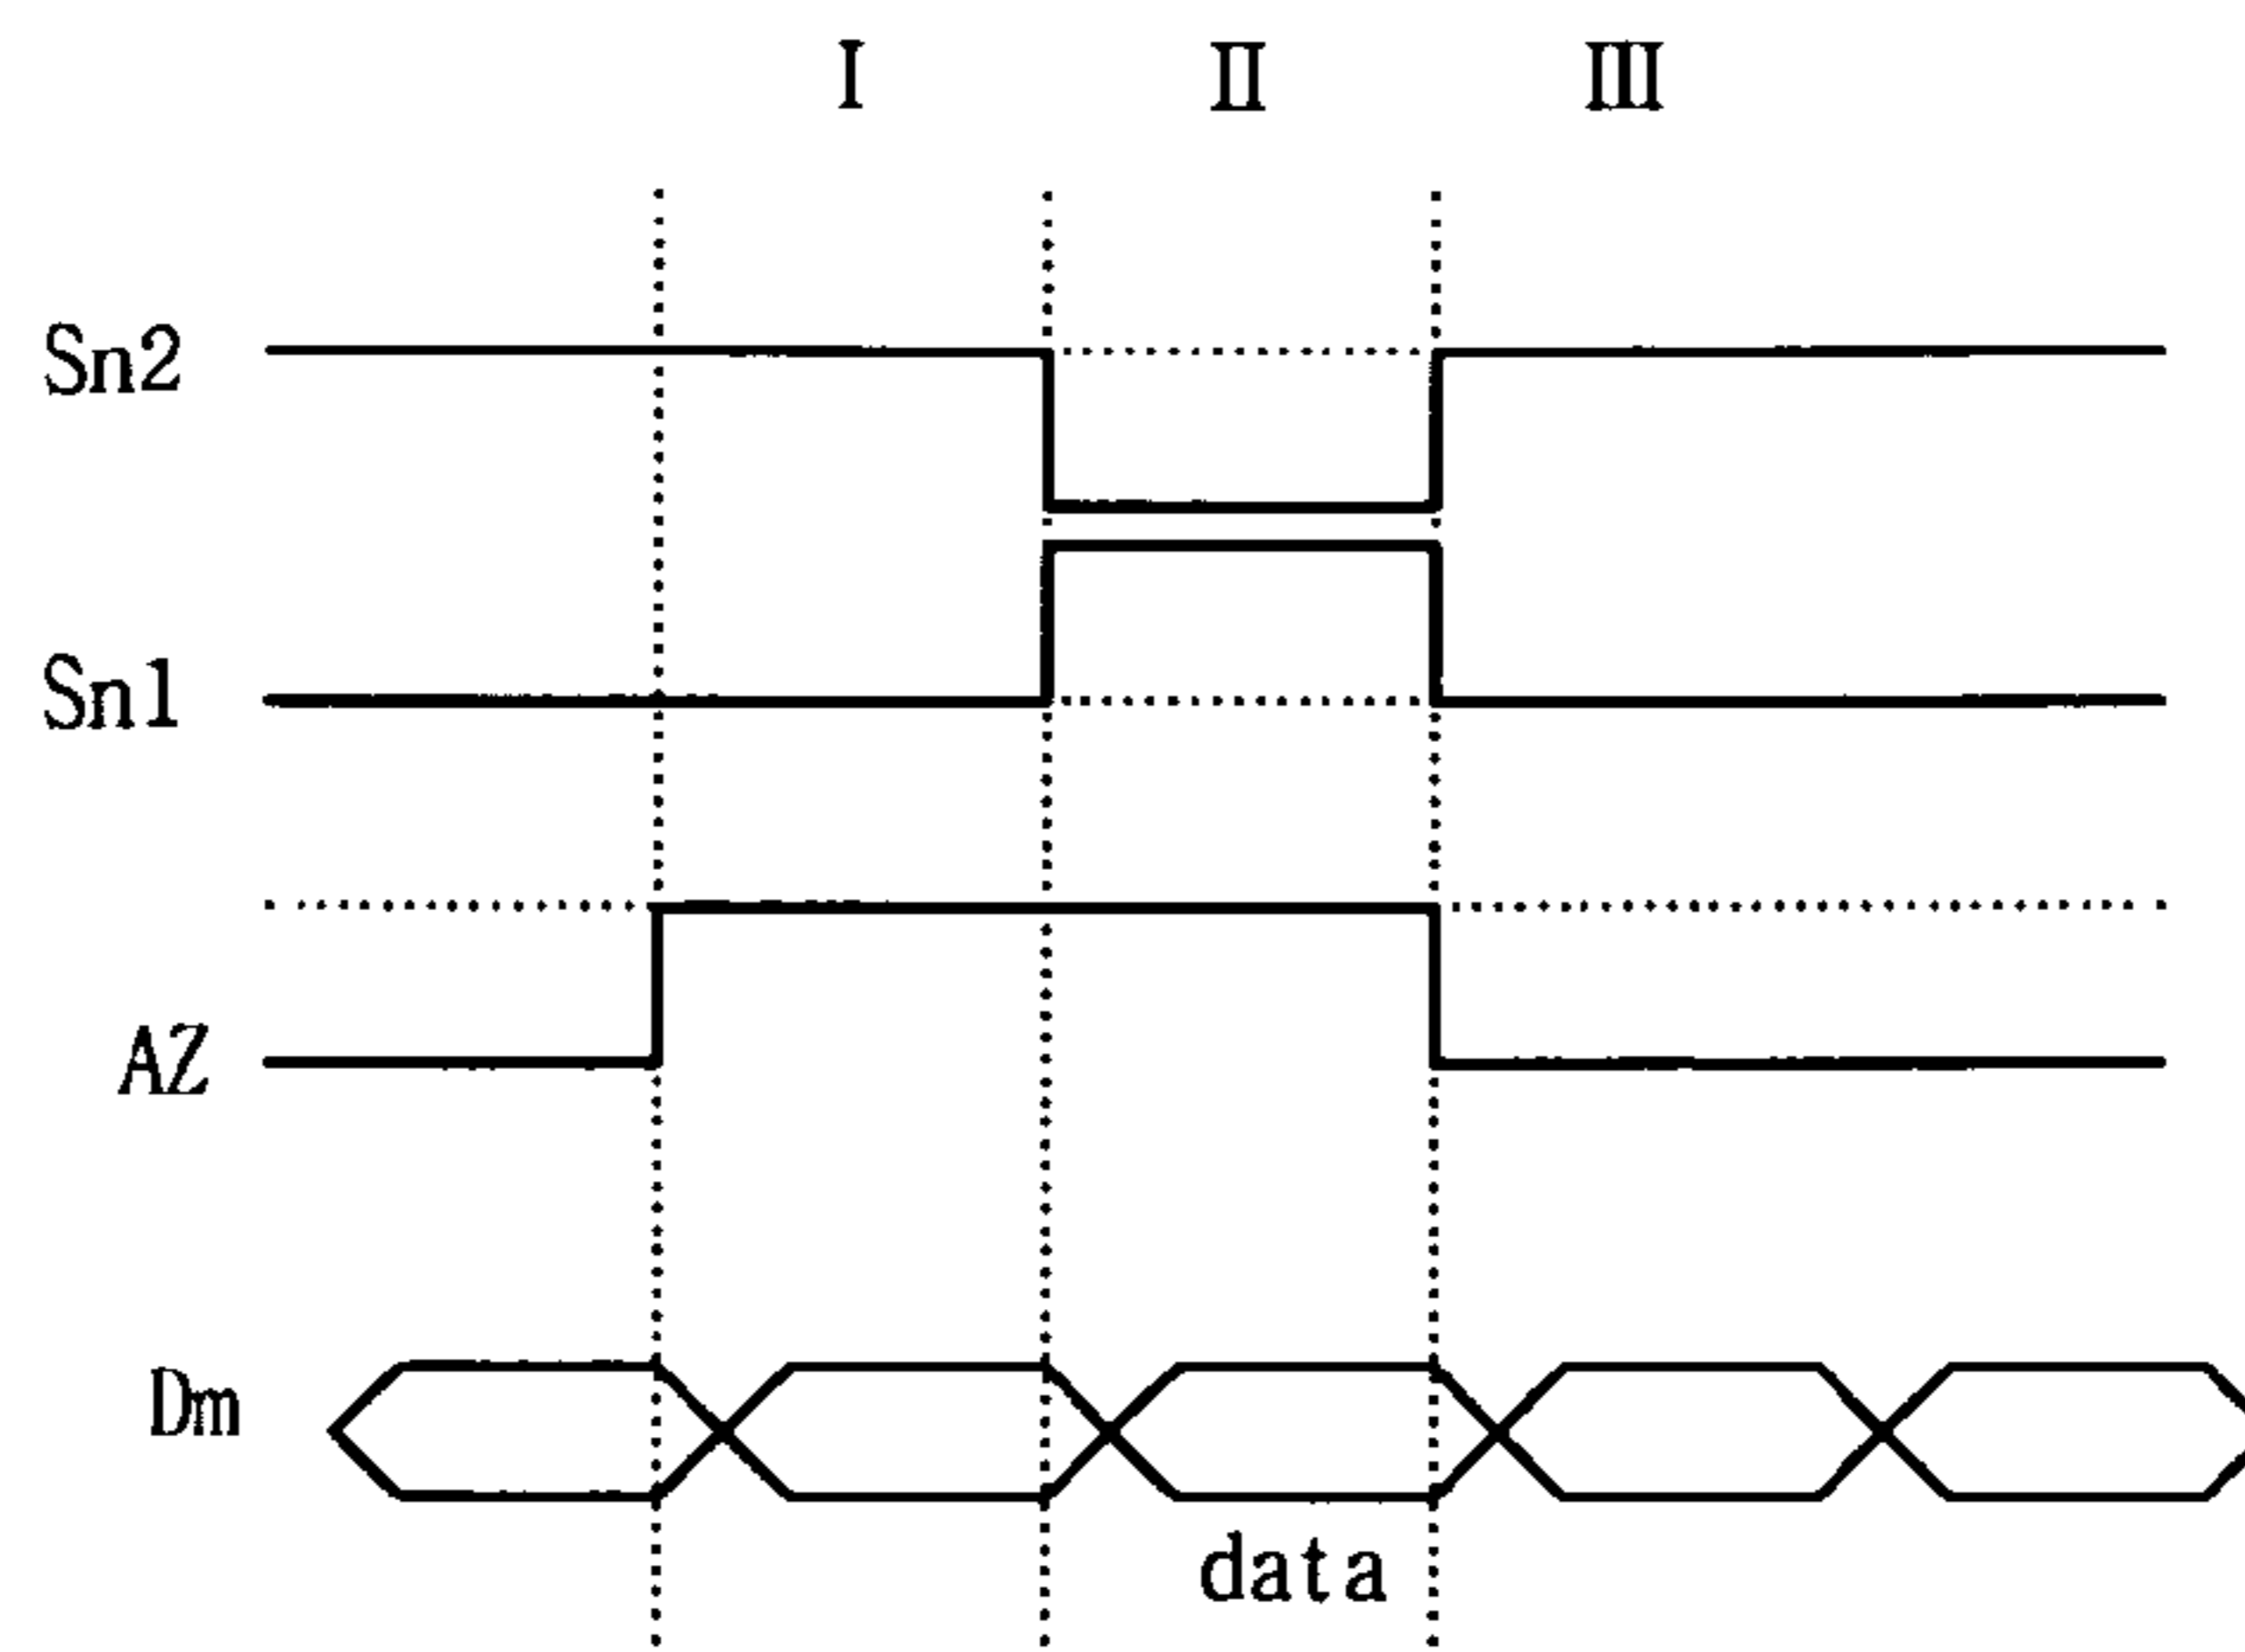 I II III
Sn2
Sn1
AZ
Dm
data